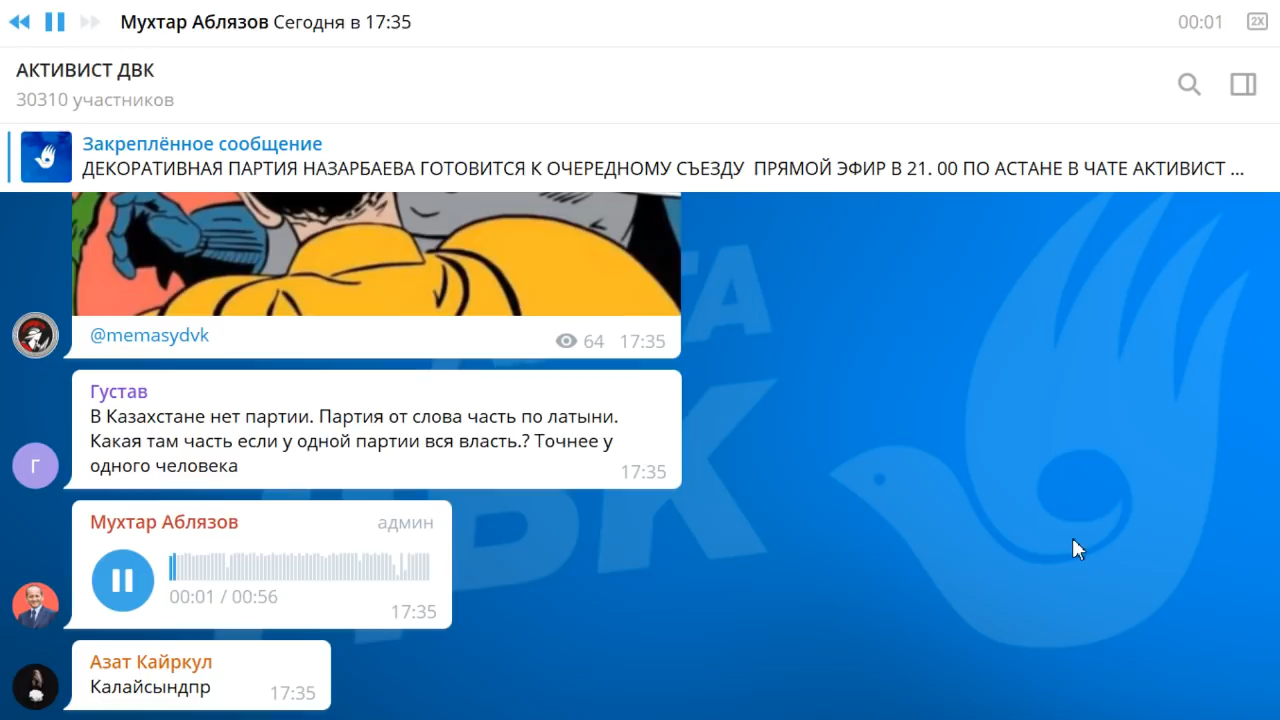 Мухтар Аблязов Сегодня в 17:35
00:01
2X
АКТИВИСТ ДВК
30310 участников
Закреплённое сообщение
ДЕКОРАТИВНАЯ ПАРТИЯ НАЗАРБАЕВА ГОТОВИТСЯ К ОЧЕРЕДНОМУ СЪЕЗДУ ПРЯМОЙ ЭФИР В 21. 00 ПО АСТАНЕ В ЧАТЕ АКТИВИСТ ...
@memasydvk
64 17:35
Густав
В Казахстане нет партии. Партия от слова часть по латыни.
Какая там часть если у одной партии вся власть.? Точнее у
одного человека
17:35
Г
Мухтар Аблязов
админ
00:01 / 00:56
17:35
Азат Кайркул
Калайсындпр
17:35